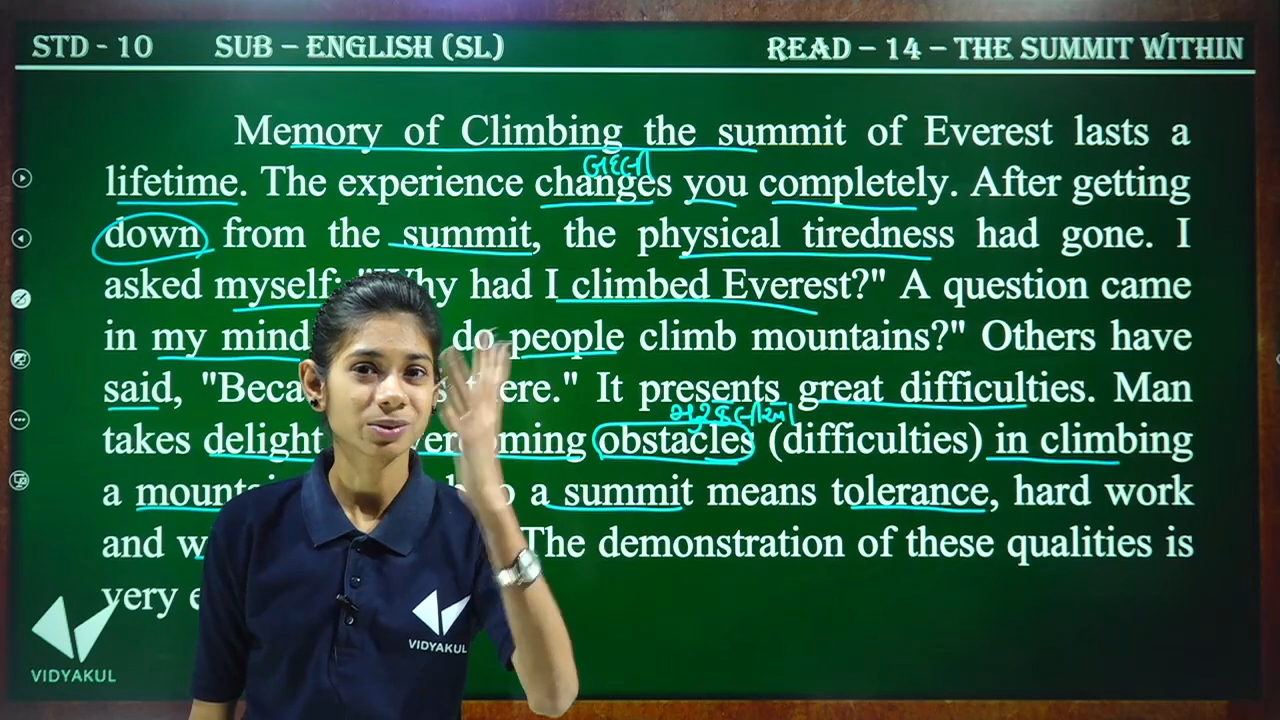 STD - 10 SUB – ENGLISH (SL) READ – 14 – THE SUMMIT WITHIN
Memory of Climbing the summit of Everest lasts a
બદલી
lifetime. The experience changes you completely. After getting
down from the summit, the physical tiredness had gone. I
asked myself: "Why had I climbed Everest?" A question came
in my mind do people climb mountains?" Others have
said, "Beca there." It presents great difficulties. Man
takes delight overcoming obstacles (difficulties) in climbing
a a summit means tolerance, hard work
and The demonstration of these qualities is
very
VIDYAKUL
VIDYAKUL